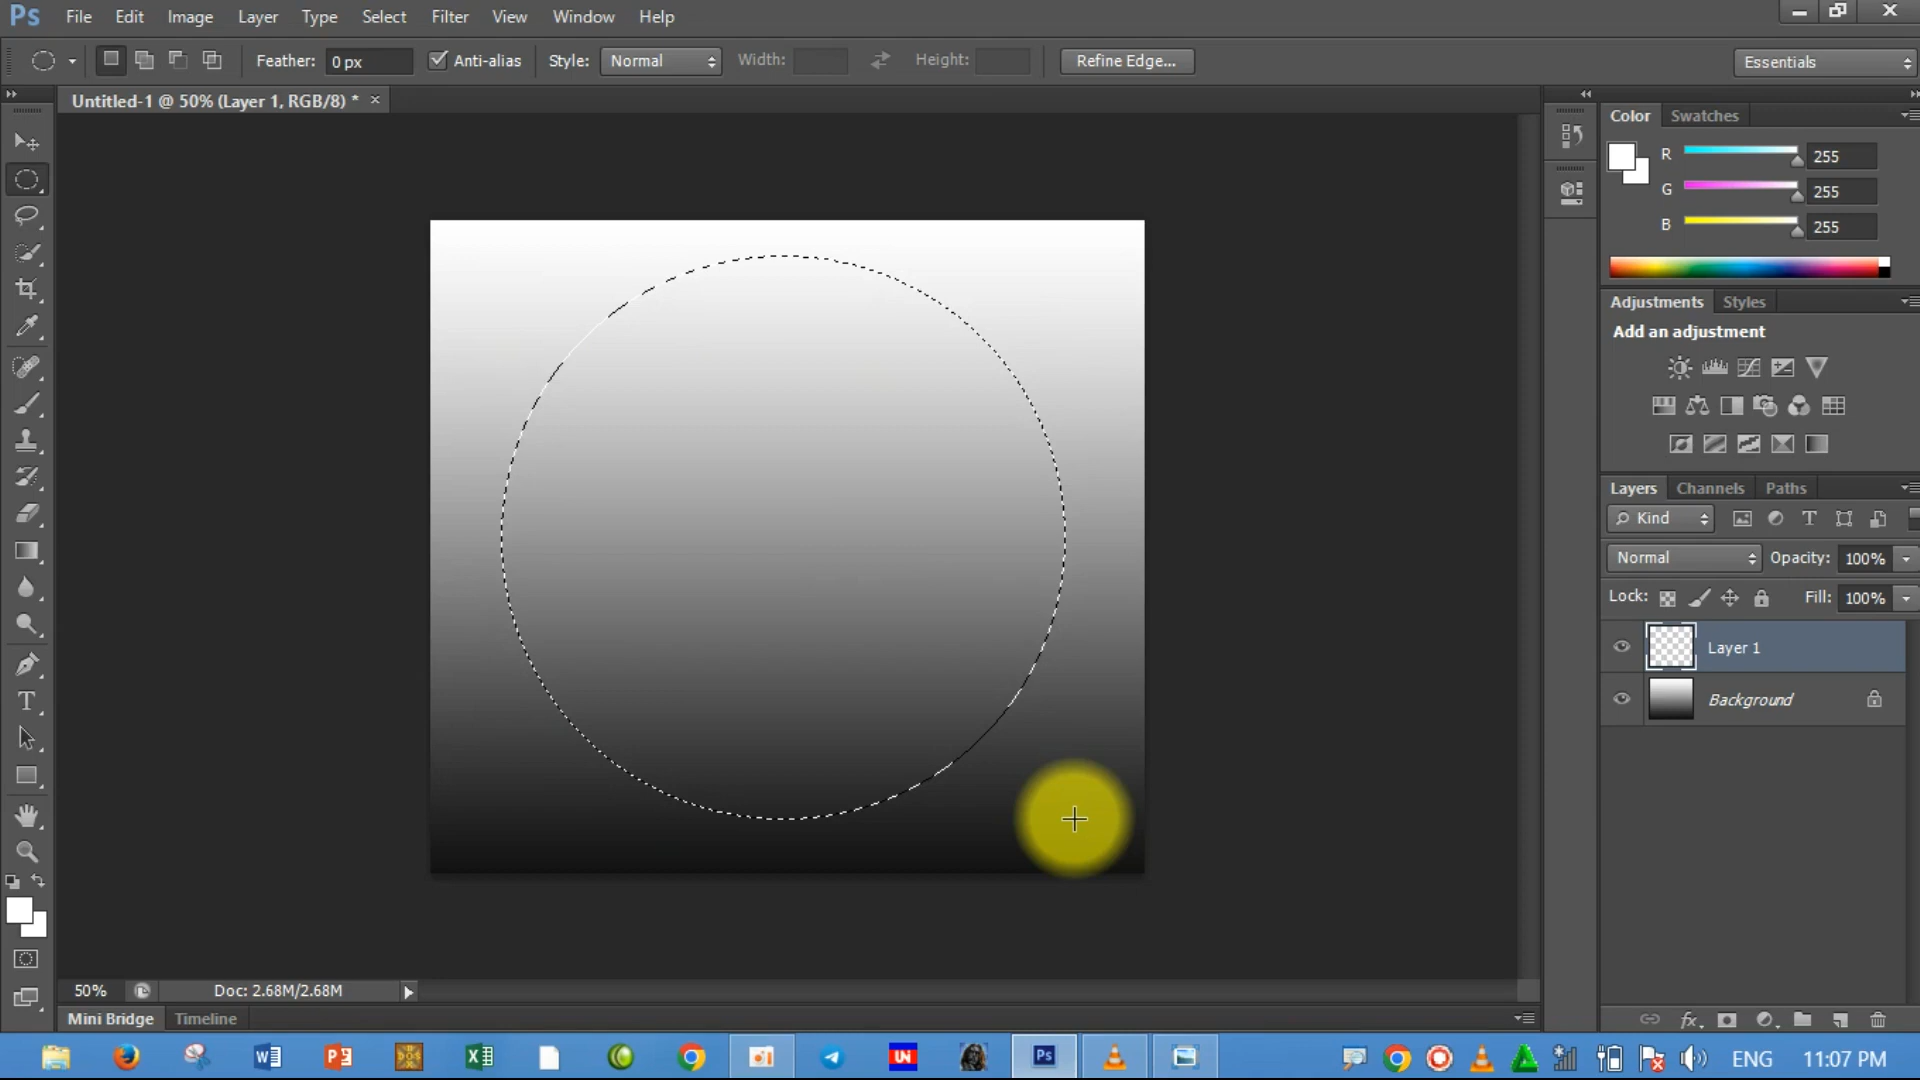 Ps File Edit Image Layer Type Select Filter View Window Help
Feather: 0 px Anti-alias Style: Normal Width: Height: Refine Edge... Essentials
Untitled-1 @ 50% (Layer 1, RGB/8) * ×
Color Swatches
R 255
G 255
B 255
Adjustments Styles
Add an adjustment
Layers Channels Paths
Kind
Normal Opacity: 100%
Lock: Fill: 100%
Layer 1
Background
50% Doc: 2.68M/2.68M
Mini Bridge Timeline
Ps ENG 11:07 PM